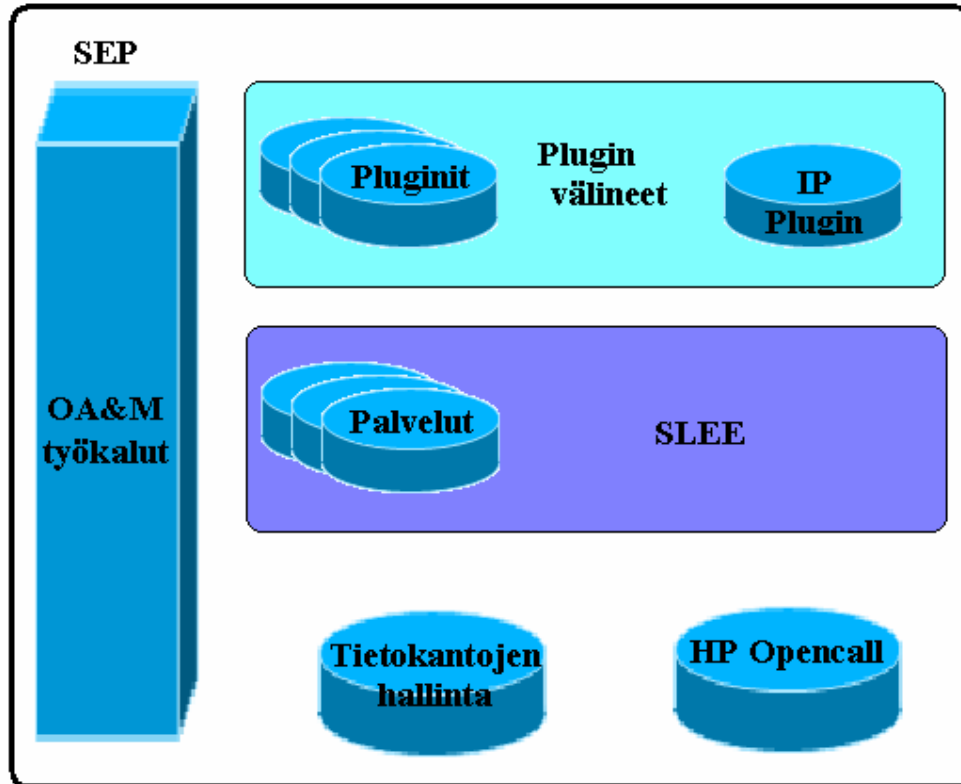 SEP
Pluginit
Plugin
välineet
IP
Plugin
OA&M
työkalut
Palvelut
SLEE
Tietokantojen
hallinta
HP Opencall